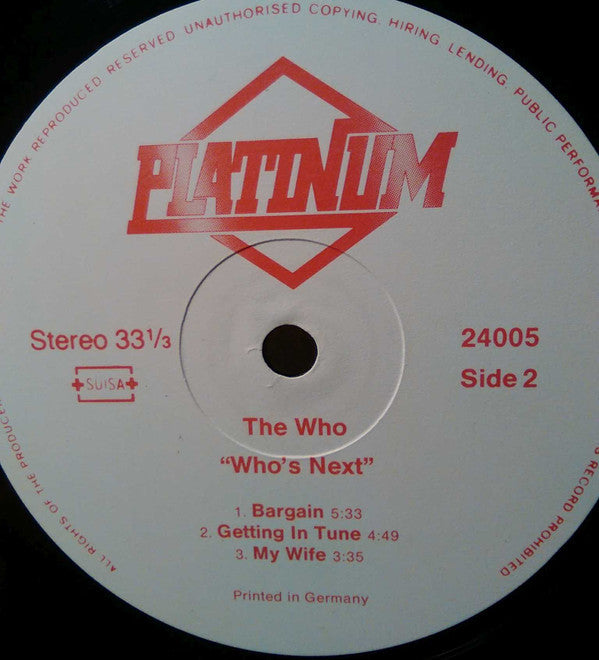 ALL RIGHTS OF THE PRODUCER
THE WORK REPRODUCED RESERVED UNAUTHORISED COPYING, HIRING, LENDING, PUBLIC PERFORMA
RECORD PROHIBITED
PLATINUM
Stereo 33 1/3
24005
SUISA
Side 2
The Who
“Who's Next”
1. Bargain 5:33
2. Getting In Tune 4:49
3. My Wife 3:35
Printed in Germany